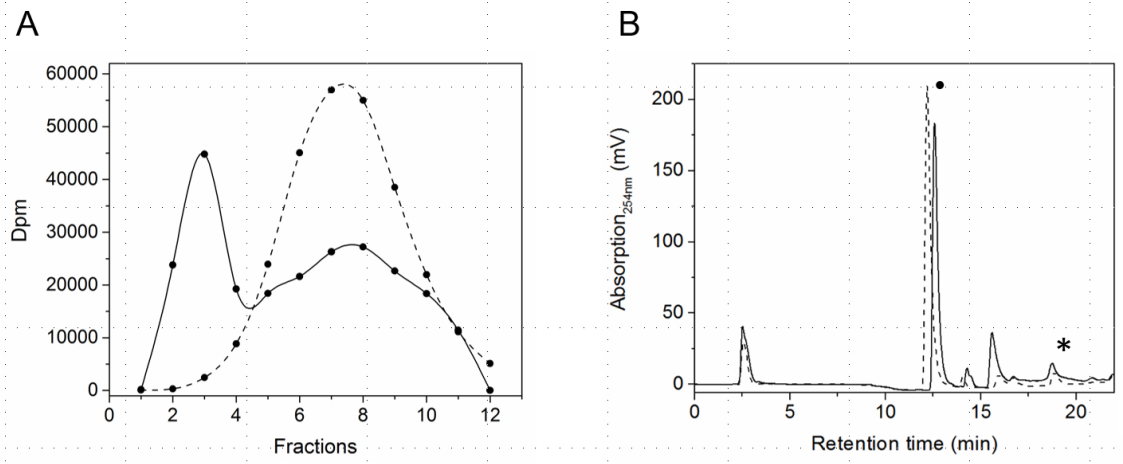 A
60000
50000
40000
30000
20000
10000
0
Dpm
0 2 4 6 8 10 12
Fractions
B
200
150
100
50
0
Absorption254nm (mV)
*
0 5 10 15 20
Retention time (min)